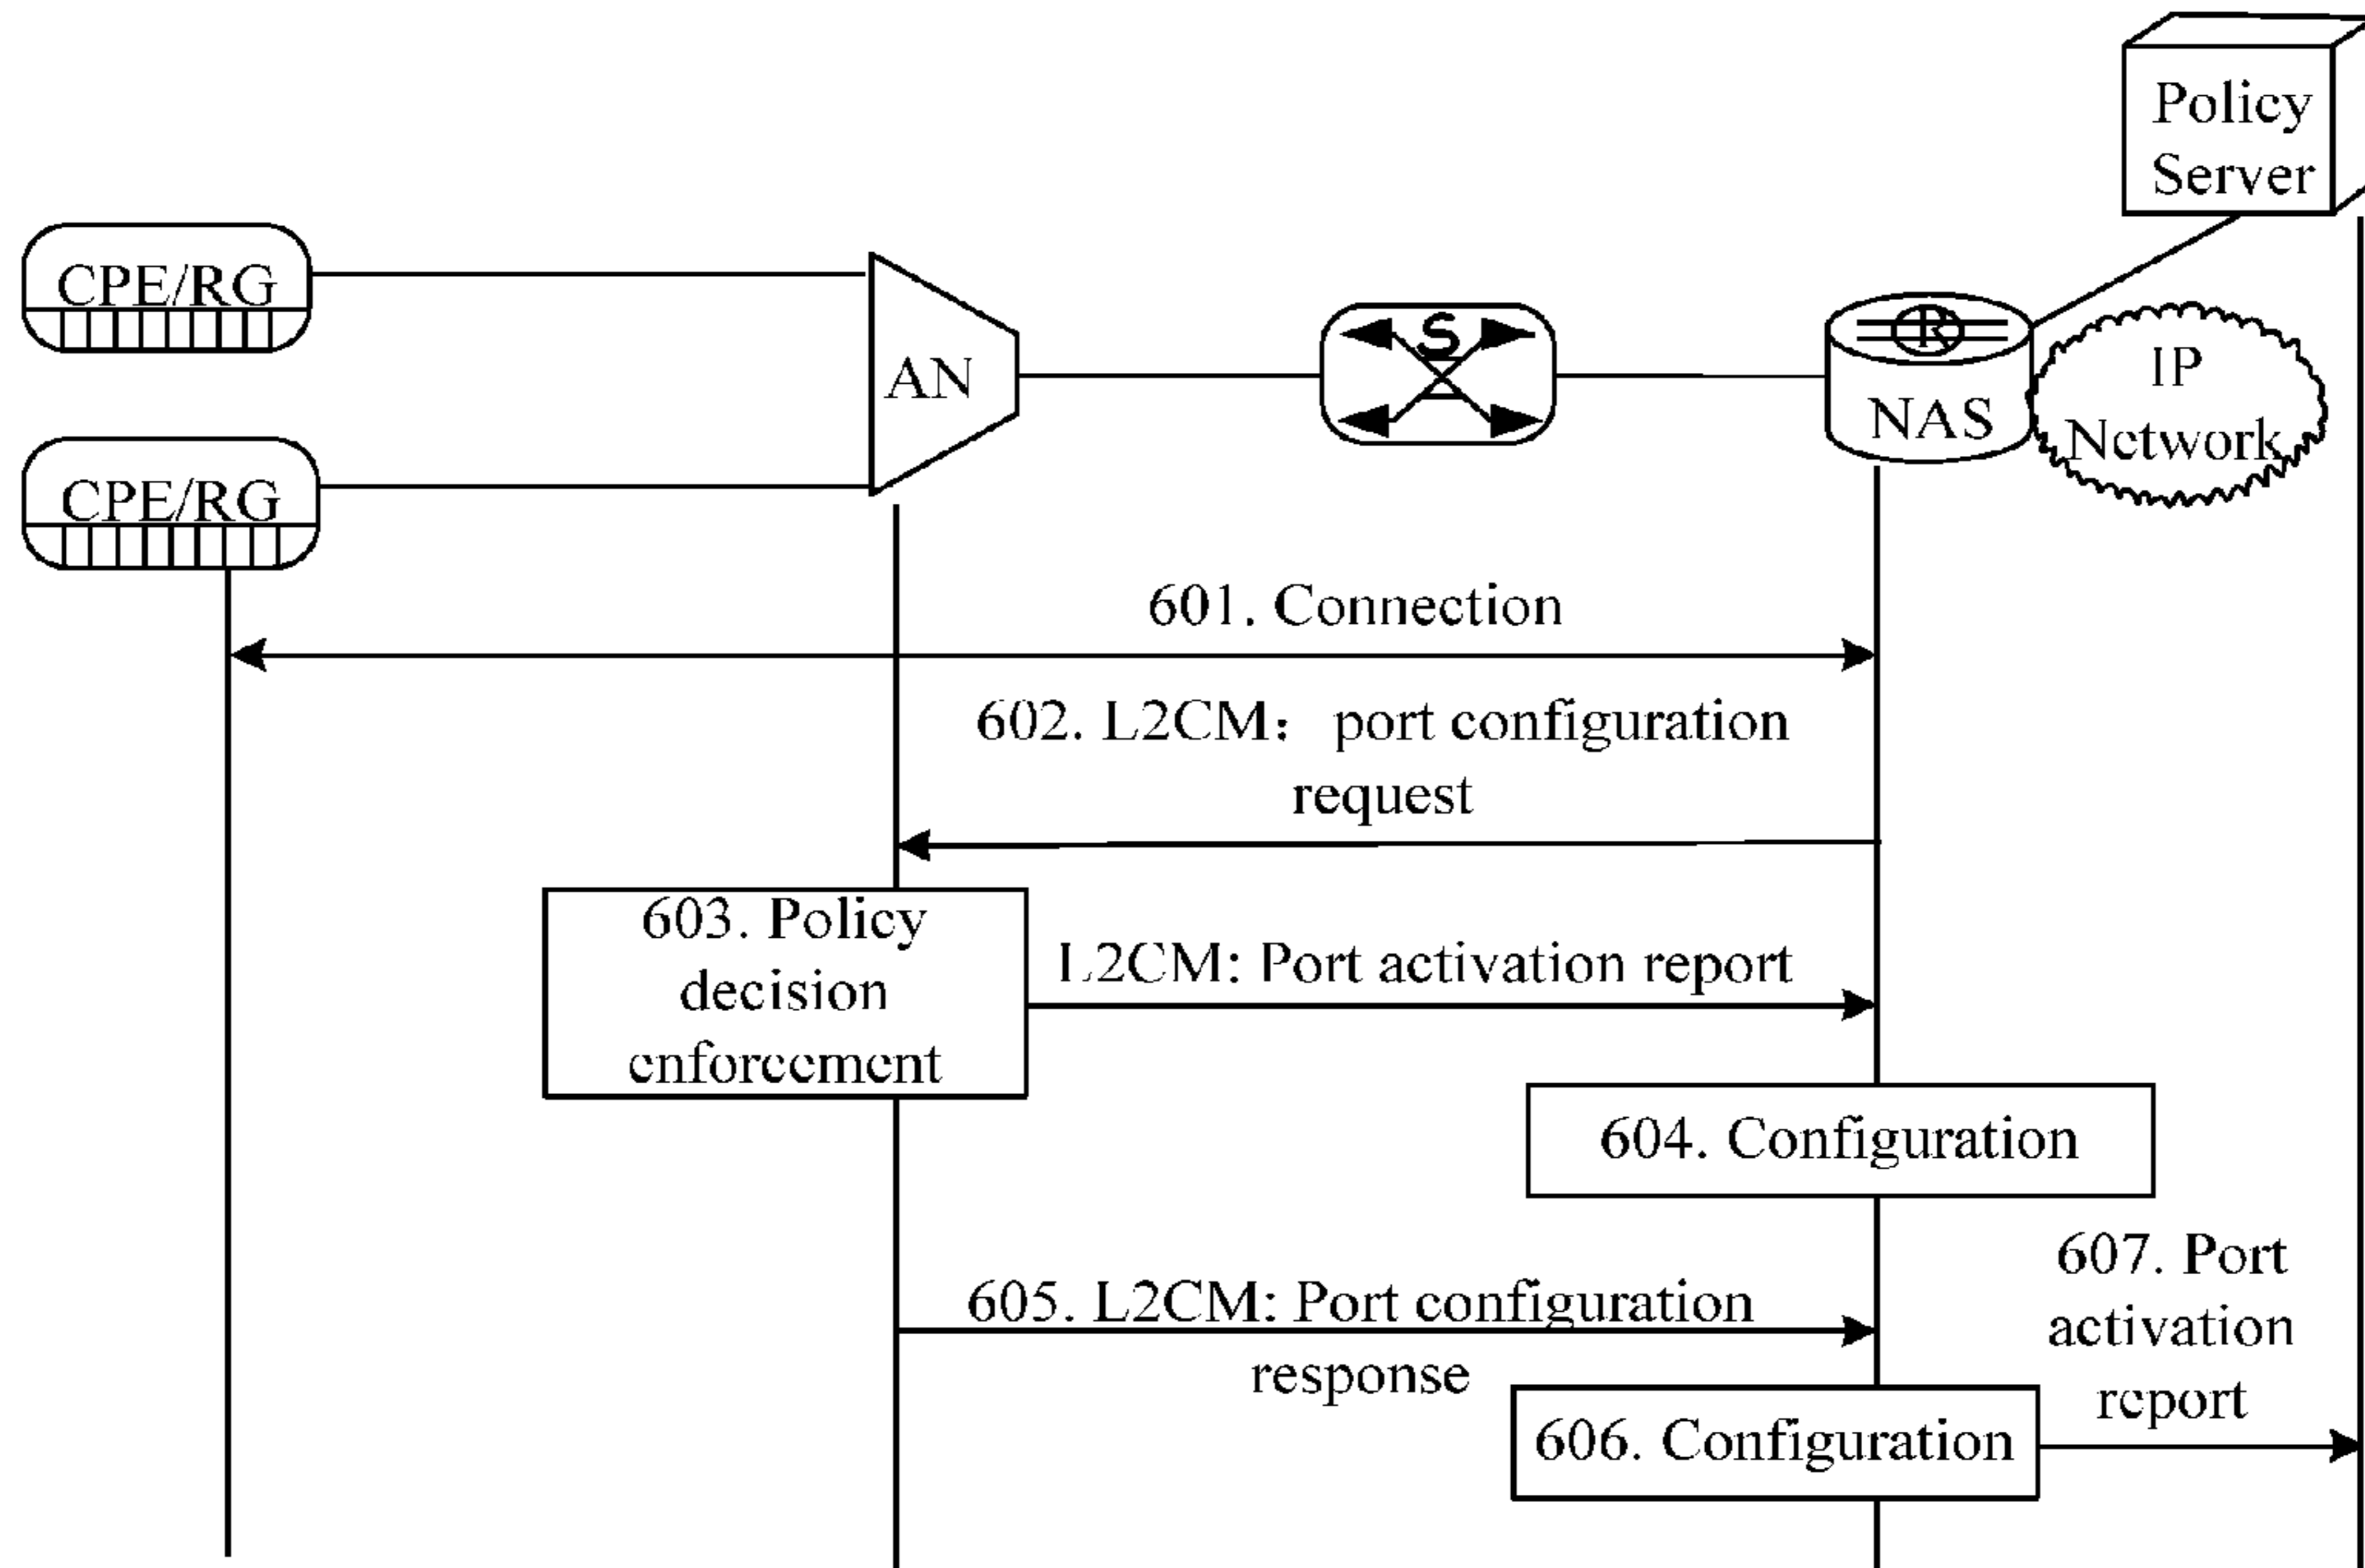 Policy
Server
CPE/RG
S
R
AN
IP
NAS
Network
CPE/RG
601. Connection
602. L2CM: port configuration
request
603. Policy
decision
enforcement
L2CM: Port activation report
604. Configuration
607. Port
activation
report
605. L2CM: Port configuration
response
606. Configuration